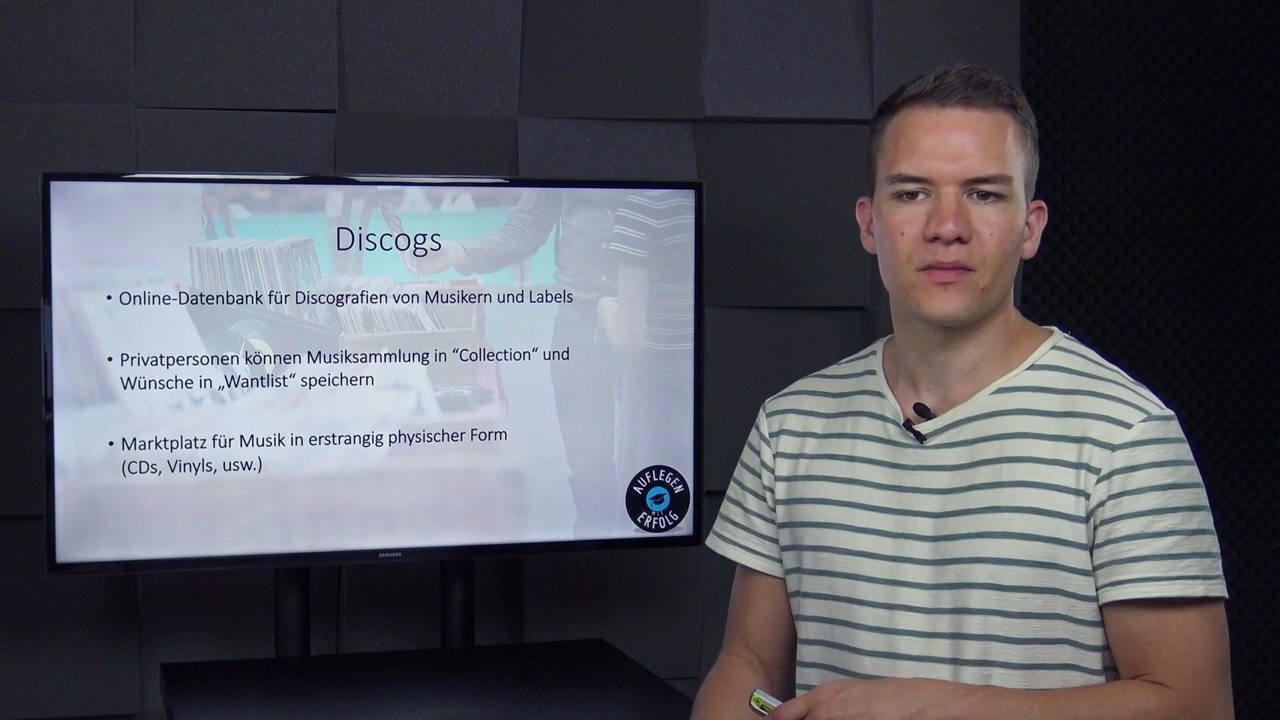 Discogs
• Online-Datenbank für Discografien von Musikern und Labels
• Privatpersonen können Musiksammlung in “Collection“ und
Wünsche in „Wantlist“ speichern
• Marktplatz für Musik in erstrangig physischer Form
(CDs, Vinyls, usw.)
AUFLEGEN
MIT
ERFOLG
SAMSUNG